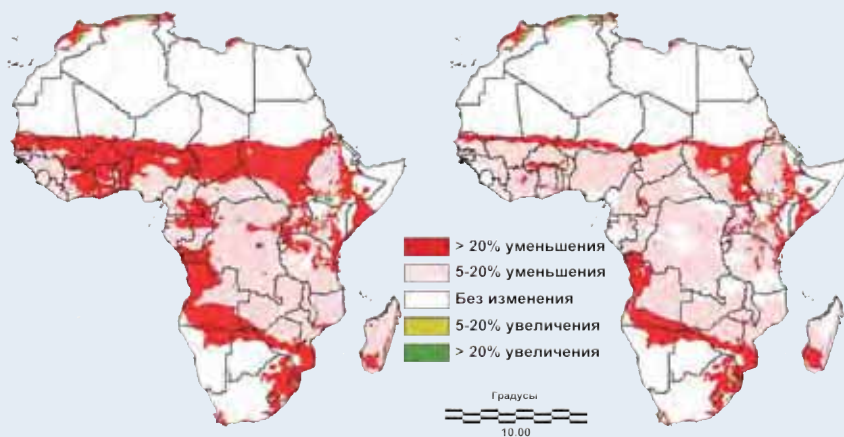 > 20% уменьшения
5-20% уменьшения
Без изменения
5-20% увеличения
> 20% увеличения
Градусы
10.00